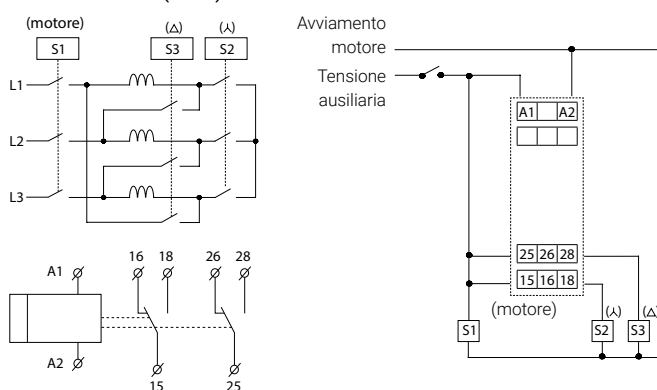 (motore)
S1
(△)
S3
(⅄)
S2
L1
L2
L3
A1
A2
16 18 26 28
15 25
Avviamento
motore
Tensione
ausiliaria
A1 A2
25 26 28
15 16 18
(motore)
S1
(⅄)
S2
(△)
S3